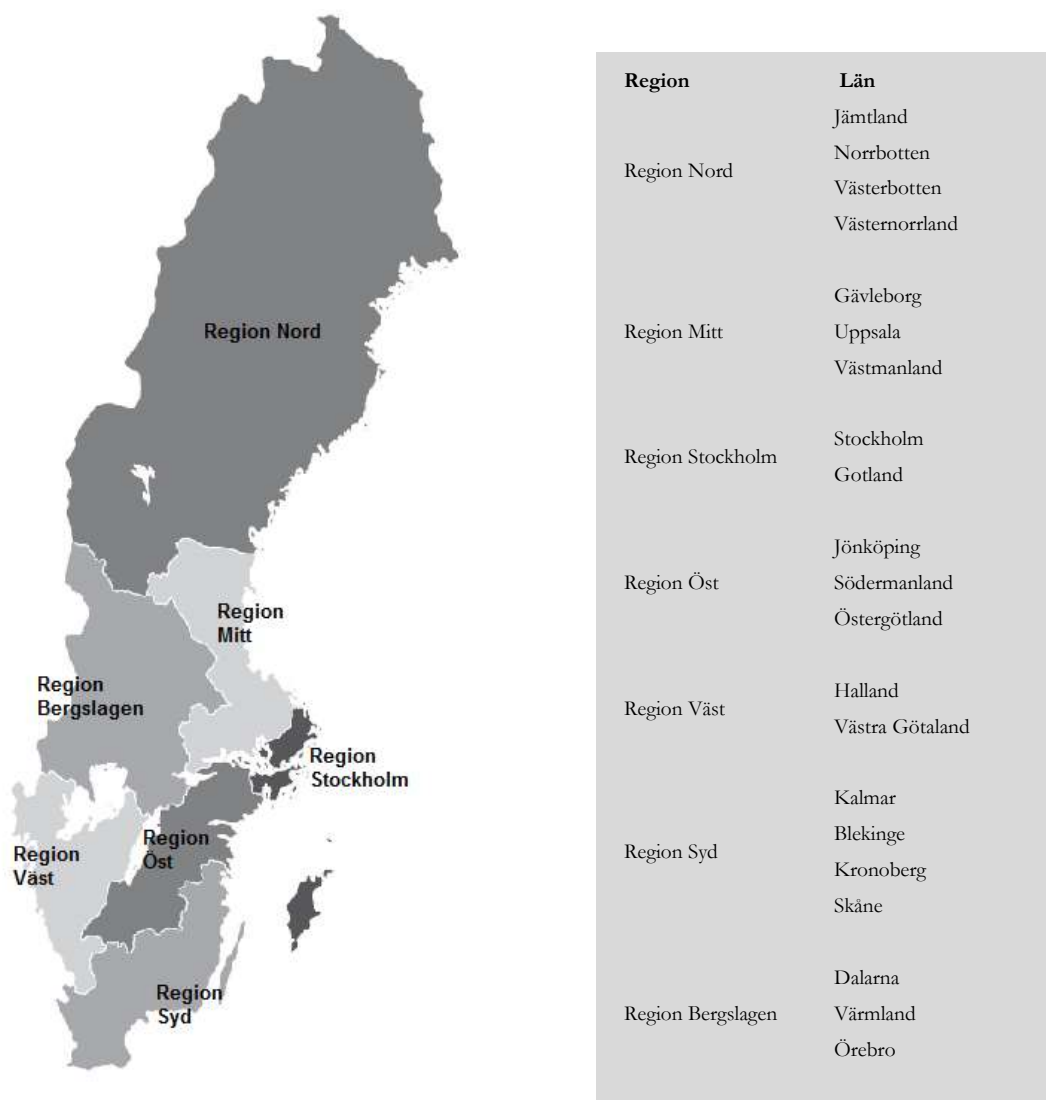 Region Nord
Region
Mitt
Region
Bergslagen
Region
Stockholm
Region
Öst
Region
Väst
Region
Syd
Region Län
Jämtland
Norrbotten
Region Nord
Västerbotten
Västernorrland
Gävleborg
Region Mitt Uppsala
Västmanland
Stockholm
Region Stockholm
Gotland
Jönköping
Region Öst Södermanland
Östergötland
Halland
Region Väst
Västra Götaland
Kalmar
Blekinge
Region Syd
Kronoberg
Skåne
Dalarna
Region Bergslagen Värmland
Örebro